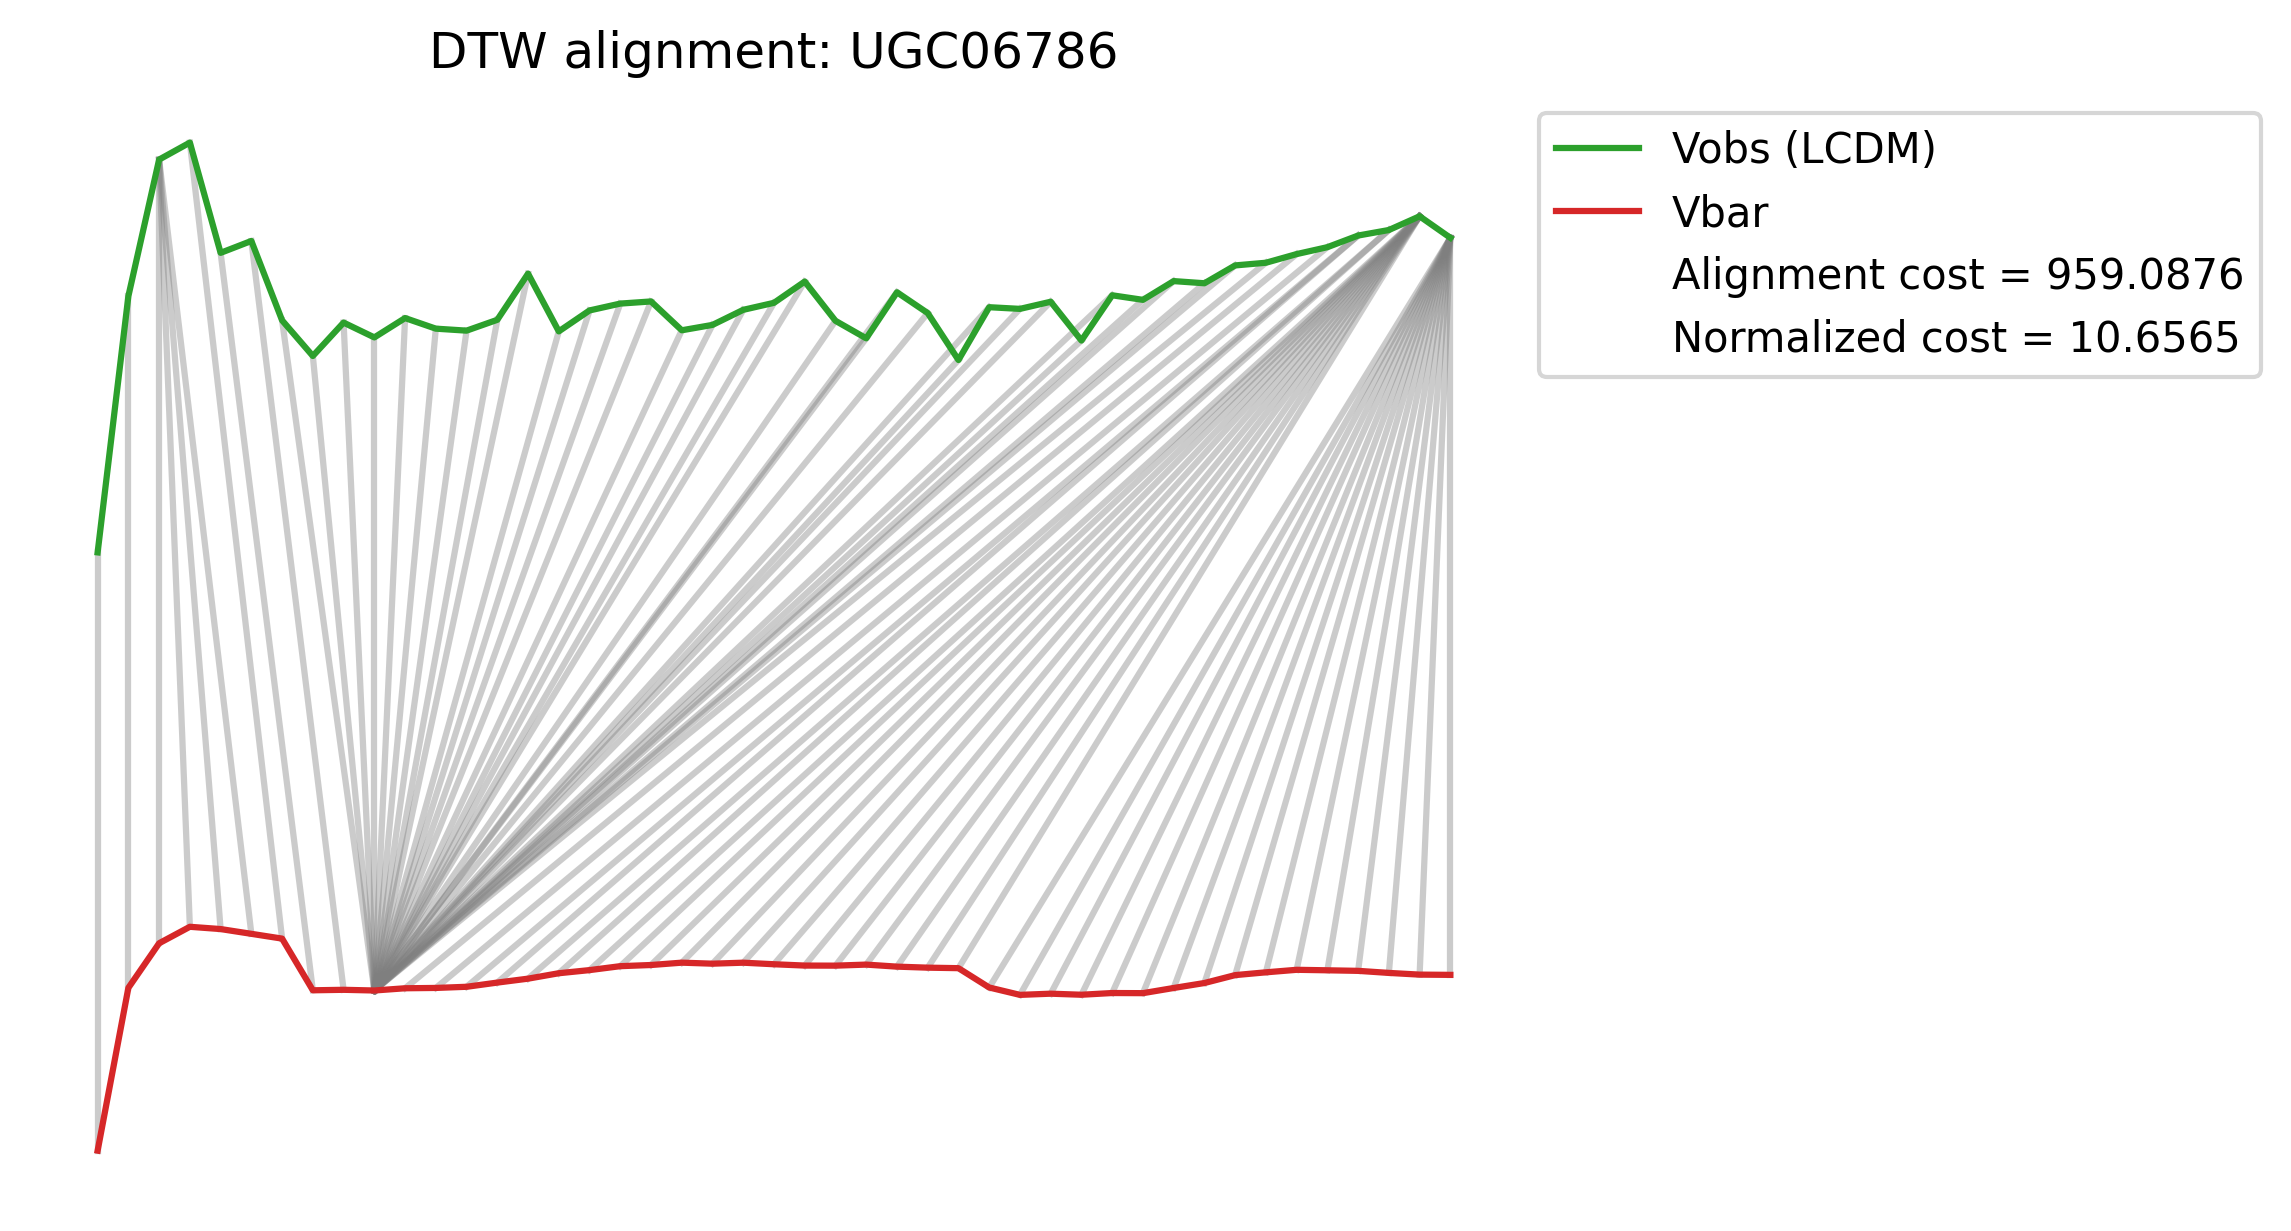 DTW alignment: UGC06786
Vobs (LCDM)
Vbar
Alignment cost = 959.0876
Normalized cost = 10.6565